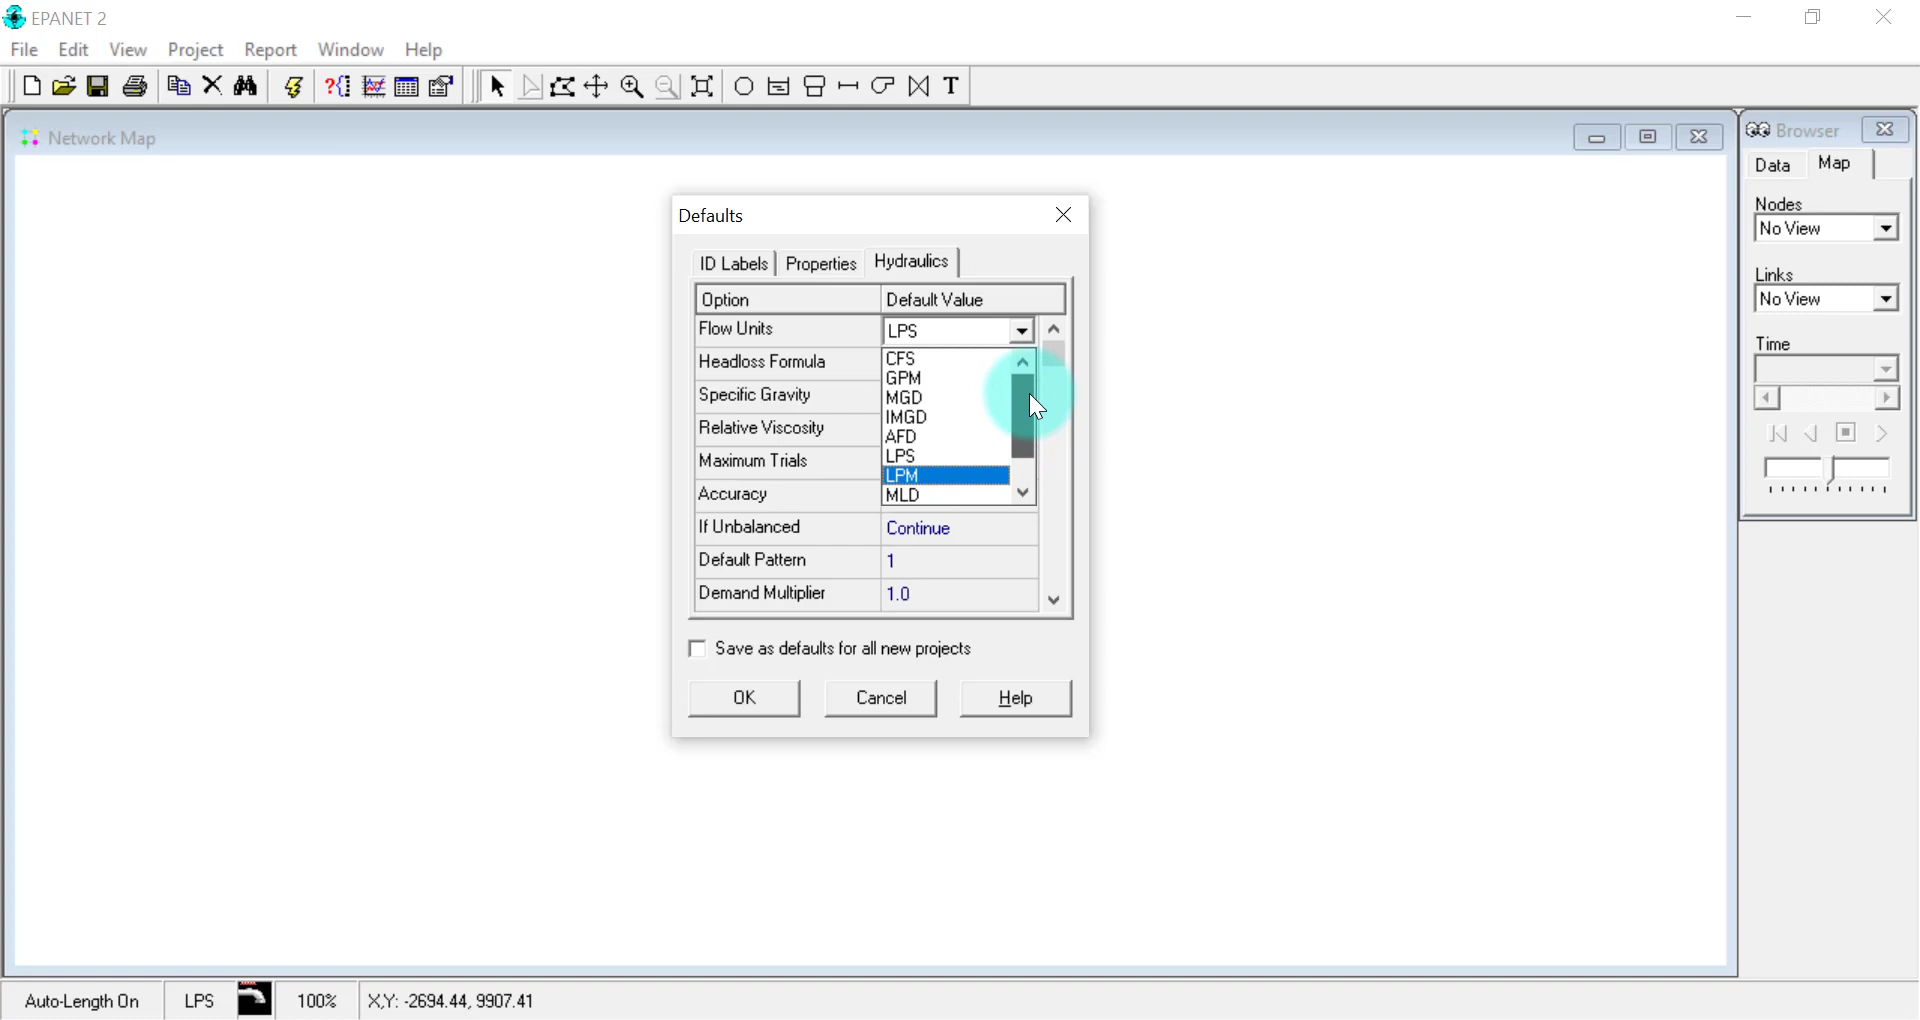 EPANET 2
File Edit View Project Report Window Help
T
Network Map
Browser
Data Map
Nodes
No View
Links
No View
Time
Defaults
ID Labels Properties Hydraulics
Option Default Value
Flow Units LPS
Headloss Formula CFS
GPM
Specific Gravity MGD
IMGD
Relative Viscosity AFD
Maximum Trials LPS
LPM
Accuracy MLD
If Unbalanced Continue
Default Pattern 1
Demand Multiplier 1.0
Save as defaults for all new projects
OK Cancel Help
Auto-Length On LPS 100% X,Y: -2694.44, 9907.41